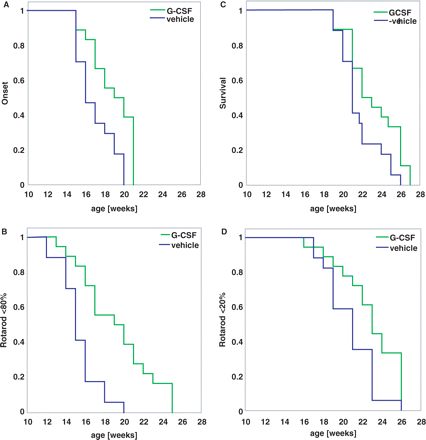 A
G-CSF
vehicle
1
0.8
0.6
0.4
0.2
0
Onset
10 12 14 16 18 20 22 24 26 28
age [weeks]
C
GCSF
vehicle
1
0.8
0.6
0.4
0.2
0
Survival
10 12 14 16 18 20 22 24 26 28
age [weeks]
B
G-CSF
vehicle
1
0.8
0.6
0.4
0.2
0
Rotarod <80%
10 12 14 16 18 20 22 24 26 28
age [weeks]
D
G-CSF
vehicle
1
0.8
0.6
0.4
0.2
0
Rotarod <20%
10 12 14 16 18 20 22 24 26 28
age [weeks]